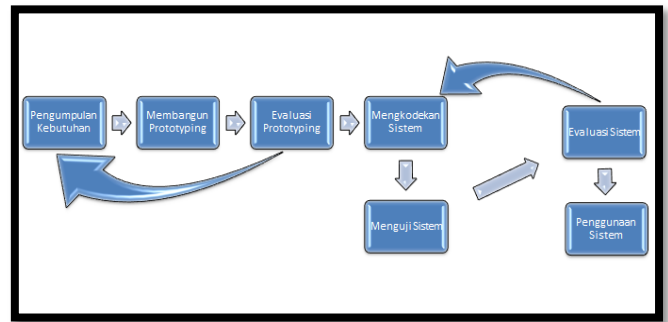 Pengumpulan
Kebutuhan
Membangun
Prototyping
Evaluasi
Prototyping
Mengkodekan
Sistem
Menguji Sistem
Evaluasi Sistem
Penggunaan
Sistem